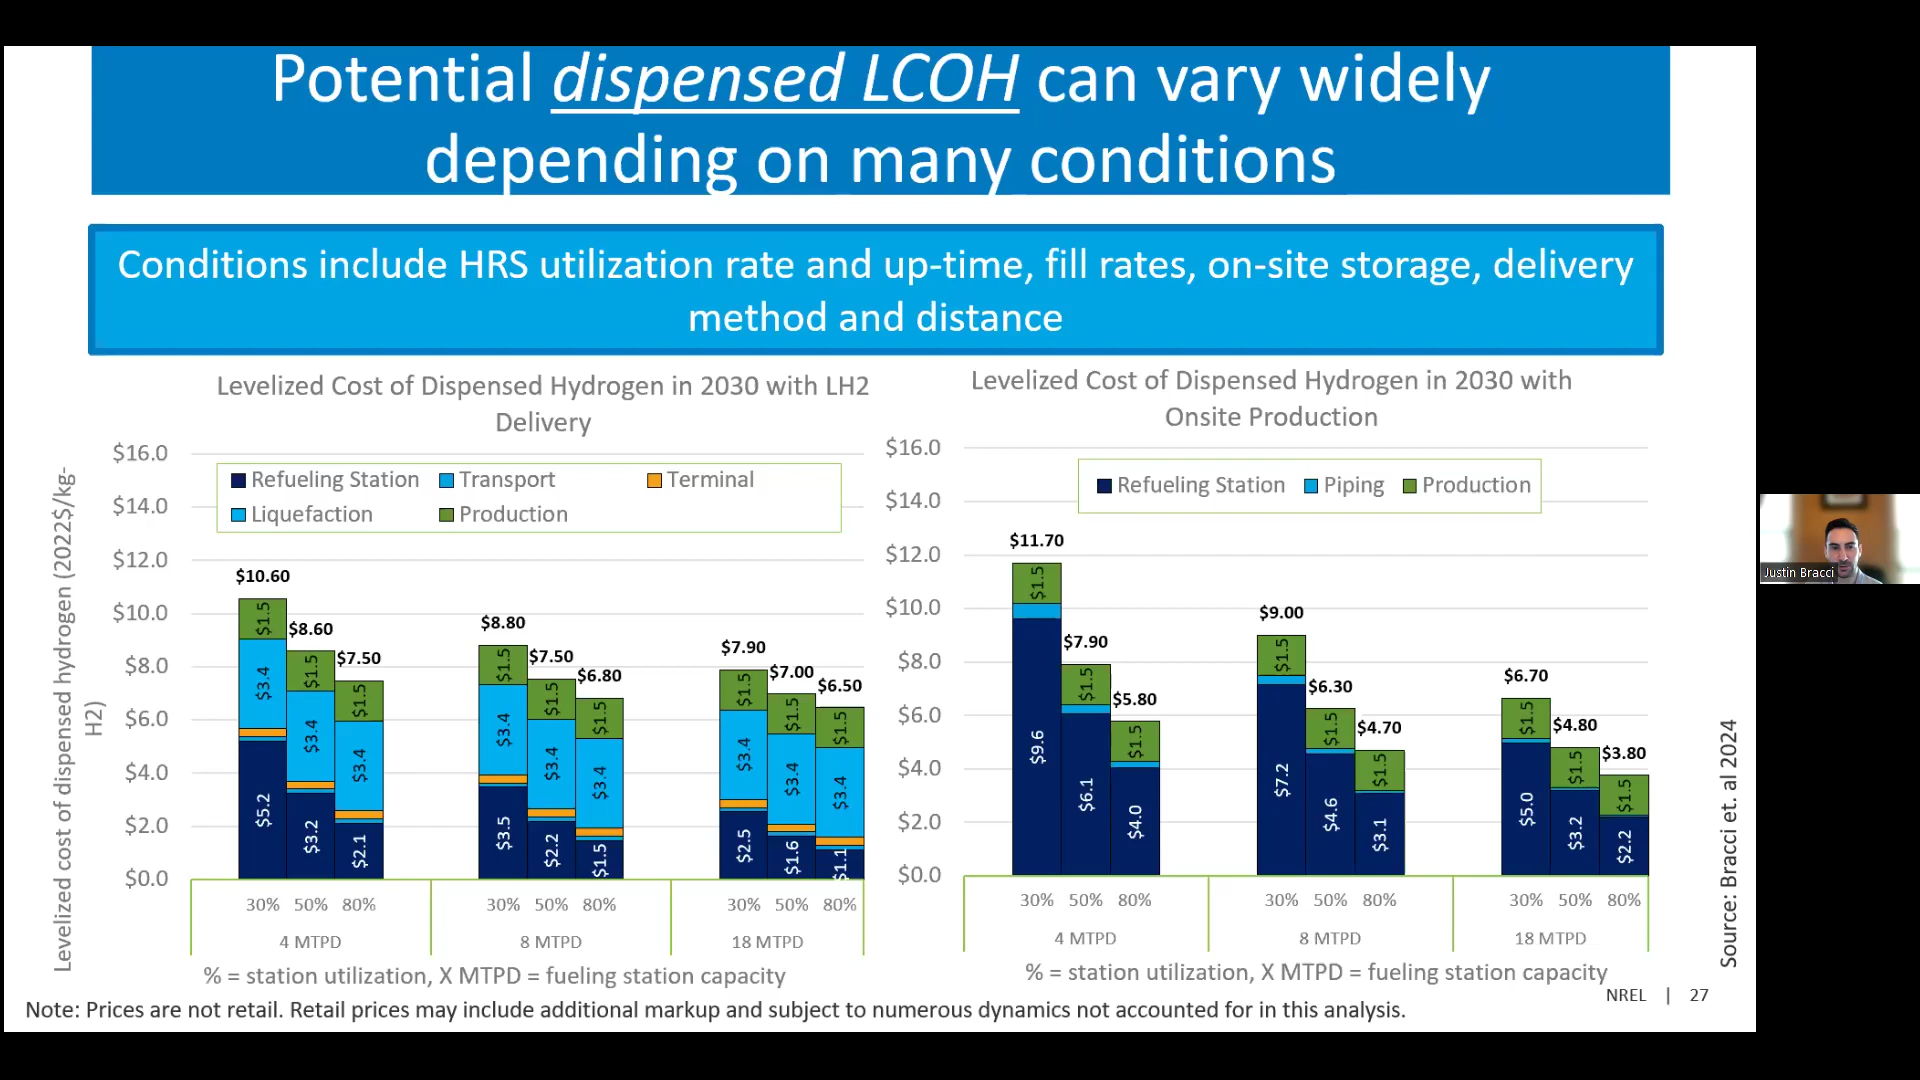 Potential dispensed LCOH can vary widely
depending on many conditions
Conditions include HRS utilization rate and up-time, fill rates, on-site storage, delivery
method and distance
Levelized Cost of Dispensed Hydrogen in 2030 with LH2
Delivery
Levelized cost of dispensed hydrogen (2022$/kg-
H2)
$16.0
$14.0
$12.0
$10.0
$8.0
$6.0
$4.0
$2.0
$0.0
Refueling Station Transport Terminal
Liquefaction Production
$10.60
$8.60
$7.50
$8.80
$7.50
$6.80
$7.90
$7.00
$6.50
$1.5 $1.5 $1.5 $1.5 $1.5 $1.5 $1.5 $1.5 $1.5
$3.4 $3.4 $3.4 $3.4 $3.4 $3.4 $3.4 $3.4 $3.4
$5.2 $3.2 $2.1 $3.5 $2.2 $1.5 $2.5 $1.6 $1.1
30% 50% 80% 30% 50% 80% 30% 50% 80%
4 MTPD 8 MTPD 18 MTPD
% = station utilization, X MTPD = fueling station capacity
Levelized Cost of Dispensed Hydrogen in 2030 with
Onsite Production
$16.0
$14.0
$12.0
$10.0
$8.0
$6.0
$4.0
$2.0
$0.0
Refueling Station Piping Production
$11.70
$7.90
$5.80
$9.00
$6.30
$4.70
$6.70
$4.80
$3.80
$1.5 $1.5 $1.5 $1.5 $1.5 $1.5 $1.5 $1.5 $1.5
$9.6 $6.1 $4.0 $7.2 $4.6 $3.1 $5.0 $3.2 $2.2
30% 50% 80% 30% 50% 80% 30% 50% 80%
4 MTPD 8 MTPD 18 MTPD
% = station utilization, X MTPD = fueling station capacity
Source: Bracci et. al 2024
NREL | 27
Note: Prices are not retail. Retail prices may include additional markup and subject to numerous dynamics not accounted for in this analysis.
Justin Bracci